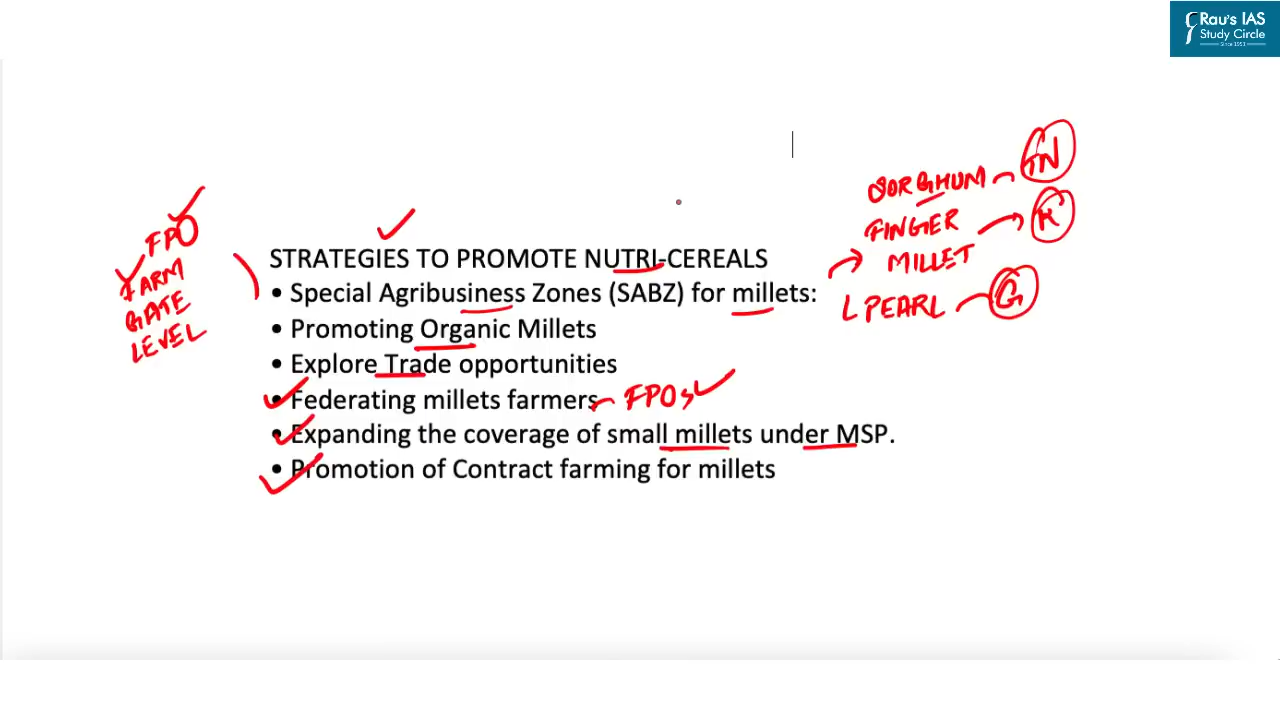 Rau's IAS
Study Circle
Since 1953
SORGHUM TN
FINGER
MILLET K
PEARL G
FPO
FARM
GATE
LEVEL
STRATEGIES TO PROMOTE NUTRI-CEREALS
• Special Agribusiness Zones (SABZ) for millets:
• Promoting Organic Millets
• Explore Trade opportunities
• Federating millets farmers FPOs
• Expanding the coverage of small millets under MSP.
• Promotion of Contract farming for millets